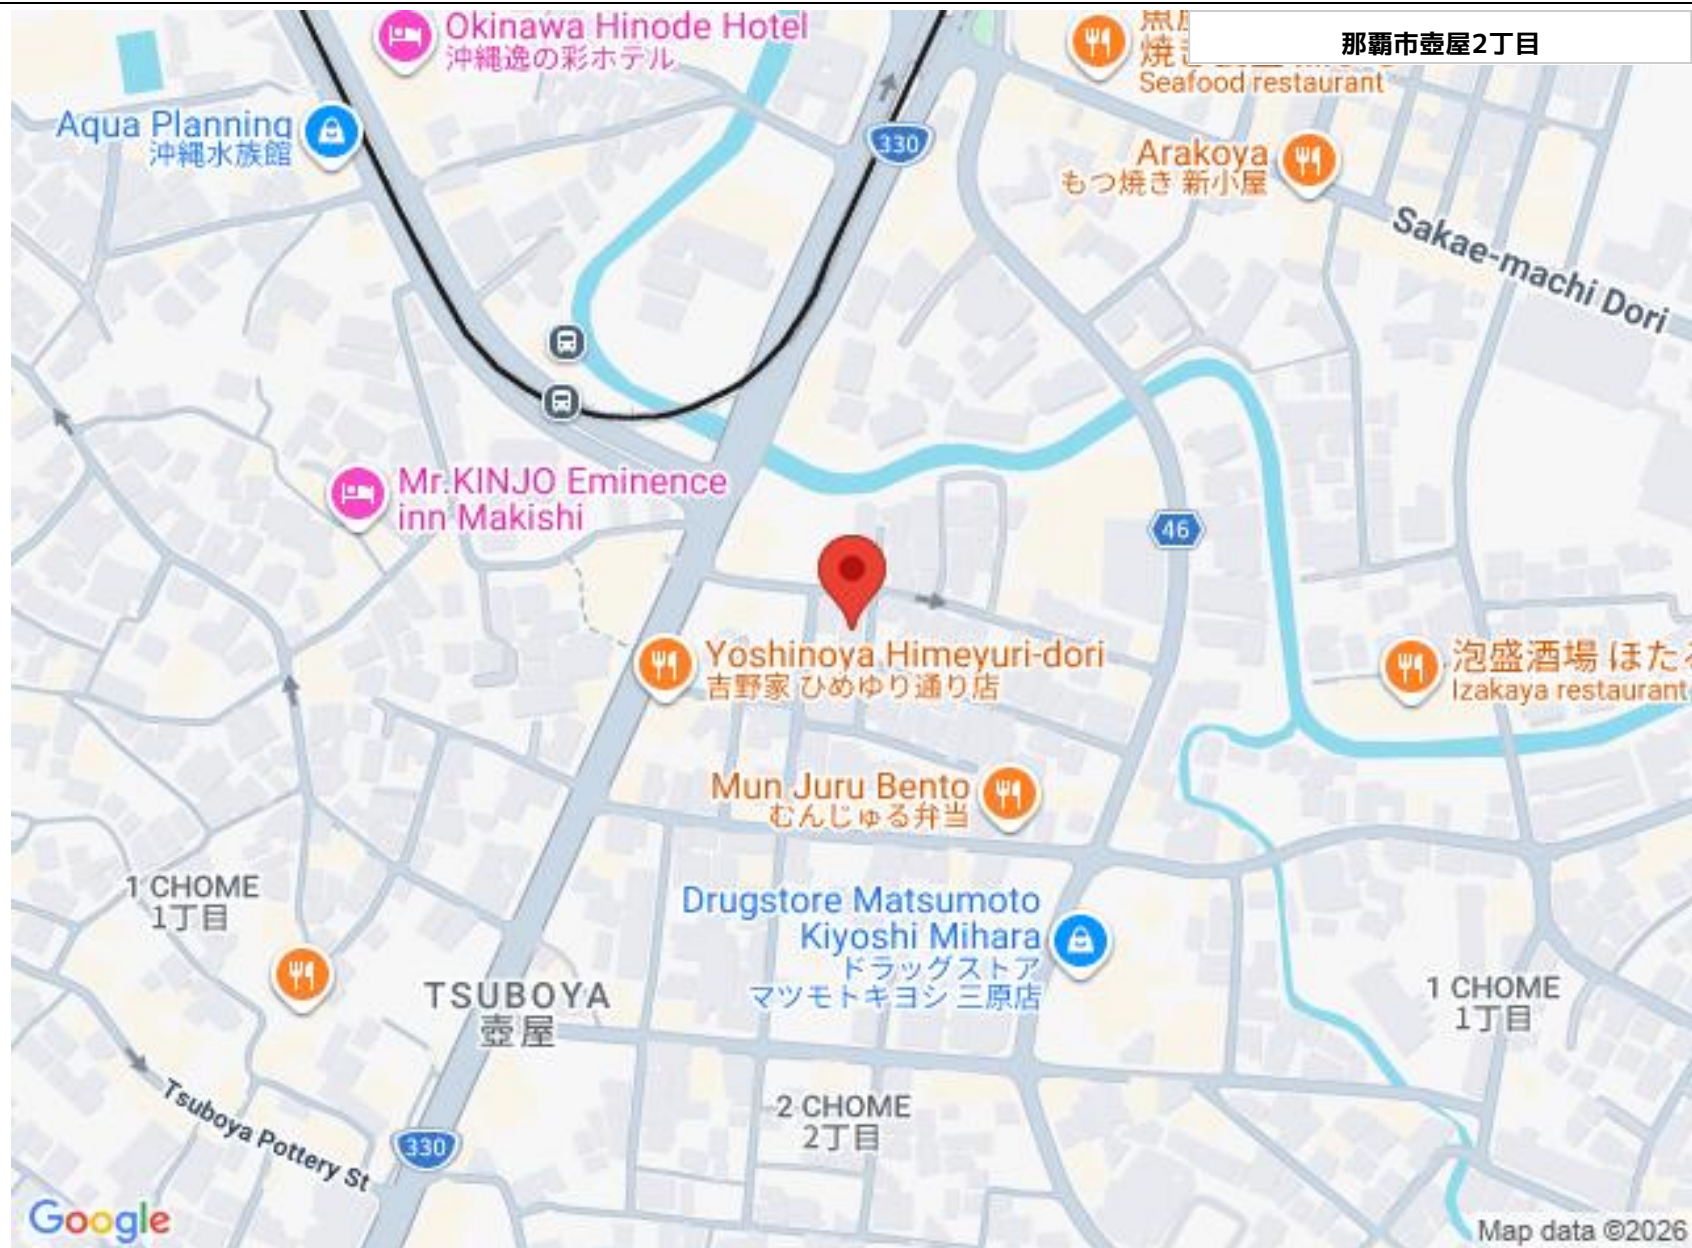 那覇市壺屋2丁目
Okinawa Hinode Hotel
沖縄逸の彩ホテル
Seafood restaurant
Aqua Planning
沖縄水族館
330
Arakoya
もつ焼き 新小屋
Sakae-machi Dori
Mr.KINJO Eminence
inn Makishi
46
Yoshinoya Himeyuri-dori
吉野家 ひめゆり通り店
泡盛酒場 ほた
Izakaya restaurant
Mun Juru Bento
むんじゅる弁当
1 CHOME
1丁目
Drugstore Matsumoto
Kiyoshi Mihara
ドラッグストア
マツモトキヨシ 三原店
TSUBOYA
壺屋
1 CHOME
1丁目
2 CHOME
2丁目
Tsuboya Pottery St
330
Google
Map data ©2026